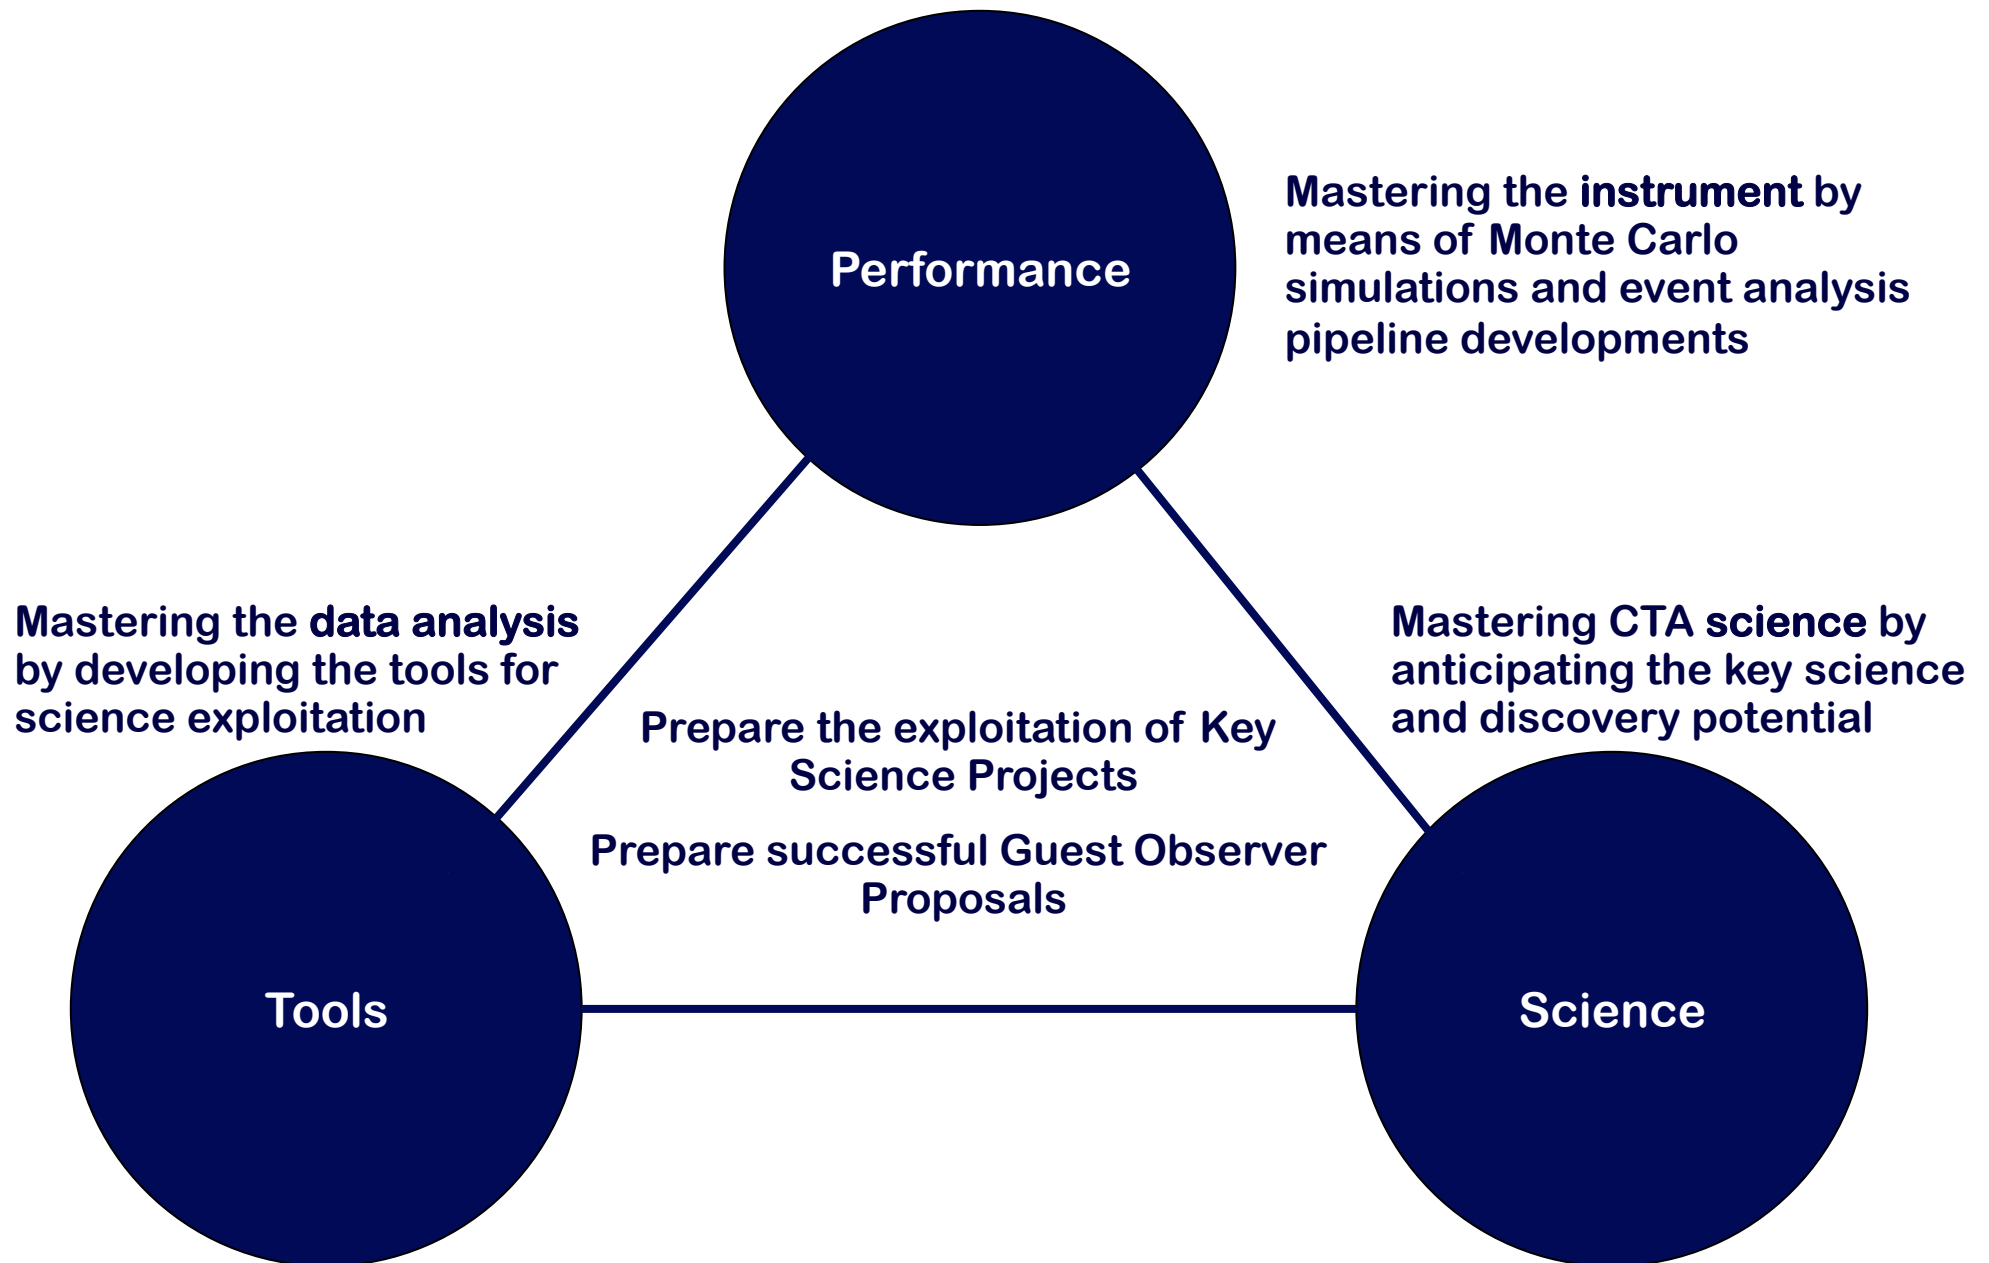 Performance
Mastering the instrument by
means of Monte Carlo
simulations and event analysis
pipeline developments
Mastering the data analysis
by developing the tools for
science exploitation
Mastering CTA science by
anticipating the key science
and discovery potential
Prepare the exploitation of Key
Science Projects
Prepare successful Guest Observer
Proposals
Tools
Science